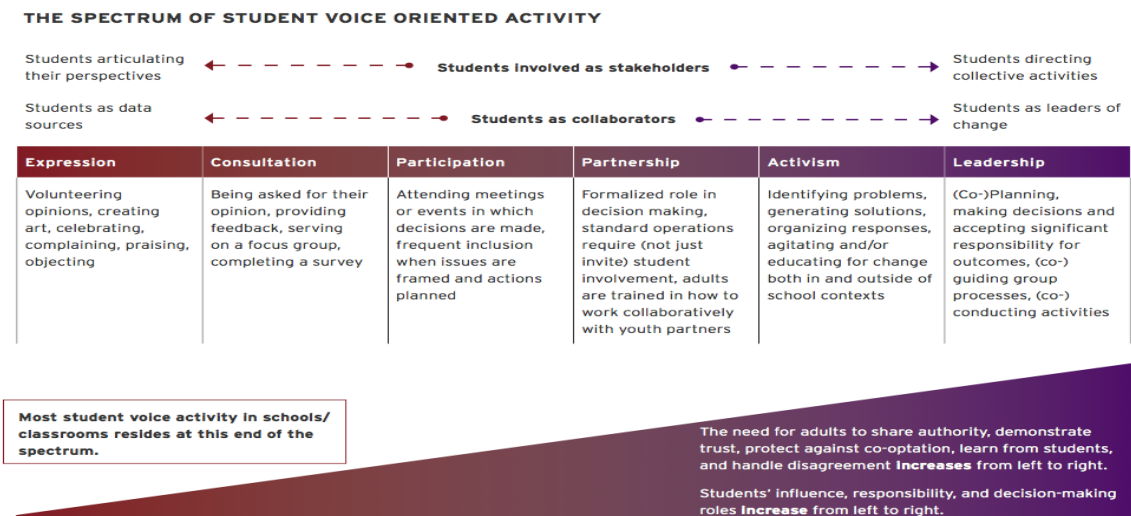 THE SPECTRUM OF STUDENT VOICE ORIENTED ACTIVITY
Students articulating
their perspectives
Students involved as stakeholders
Students directing
collective activities
Students as data
sources
Students as collaborators
Students as leaders of
change
Expression
Volunteering
opinions, creating
art, celebrating,
complaining, praising,
objecting
Consultation
Being asked for their
opinion, providing
feedback, serving
on a focus group,
completing a survey
Participation
Attending meetings
or events in which
decisions are made,
frequent inclusion
when issues are
framed and actions
planned
Partnership
Formalized role in
decision making,
standard operations
require (not just
invite) student
involvement, adults
are trained in how to
work collaboratively
with youth partners
Activism
Identifying problems,
generating solutions,
organizing responses,
agitating and/or
educating for change
both in and outside of
school contexts
Leadership
(Co-)Planning,
making decisions and
accepting significant
responsibility for
outcomes, (co-)
guiding group
processes, (co-)
conducting activities
Most student voice activity in schools/
classrooms resides at this end of the
spectrum.
The need for adults to share authority, demonstrate
trust, protect against co-optation, learn from students,
and handle disagreement increases from left to right.
Students' influence, responsibility, and decision-making
roles increase from left to right.